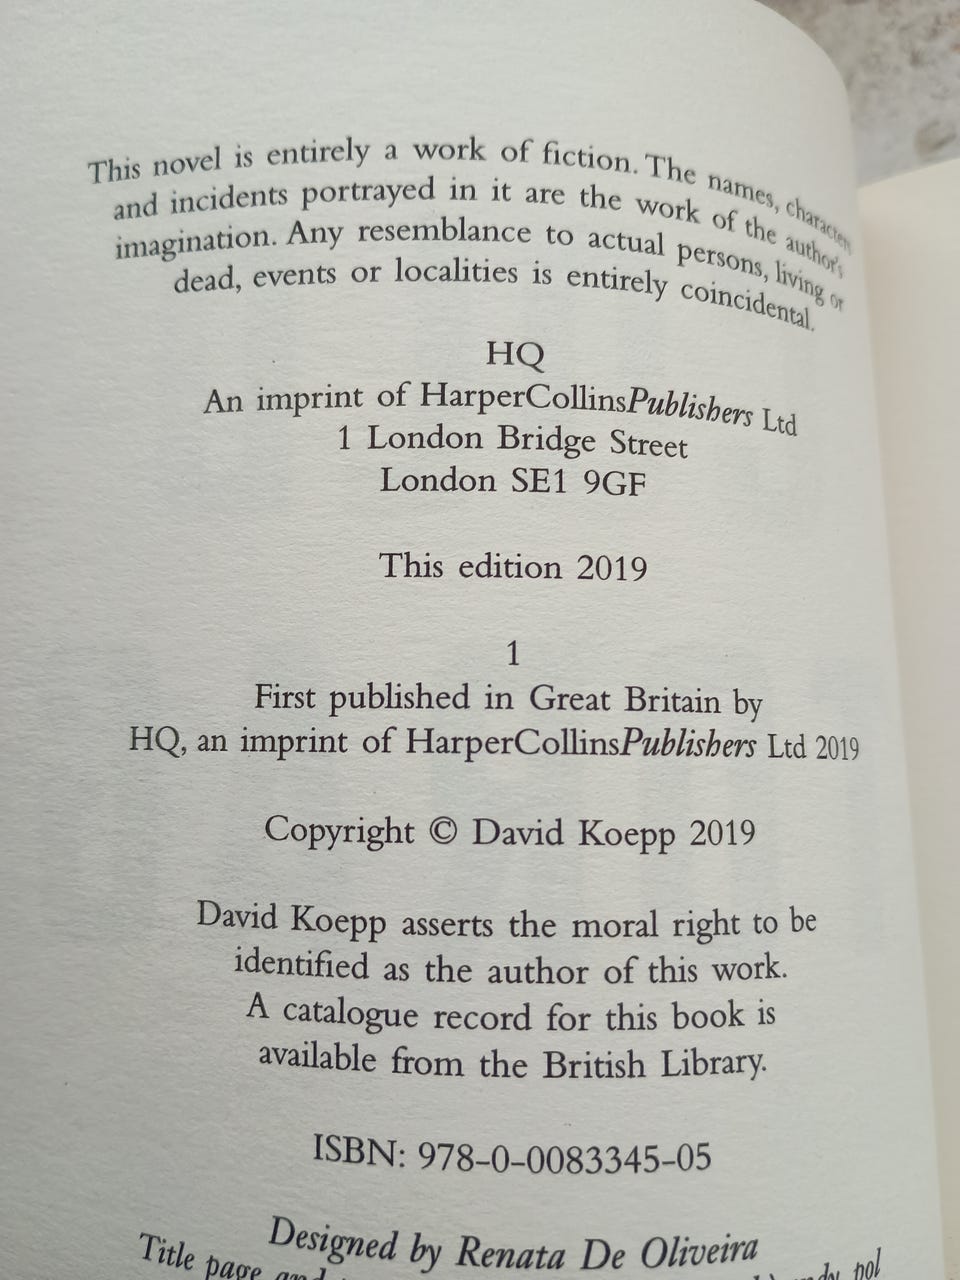 This novel is entirely a work of fiction. The names, characters
and incidents portrayed in it are the work of the author's
imagination. Any resemblance to actual persons, living or
dead, events or localities is entirely coincidental.
HQ
An imprint of HarperCollinsPublishers Ltd
1 London Bridge Street
London SE1 9GF
This edition 2019
1
First published in Great Britain by
HQ, an imprint of HarperCollinsPublishers Ltd 2019
Copyright © David Koepp 2019
David Koepp asserts the moral right to be
identified as the author of this work.
A catalogue record for this book is
available from the British Library.
ISBN: 978-0-0083345-05
Designed by Renata De Oliveira
Title page and